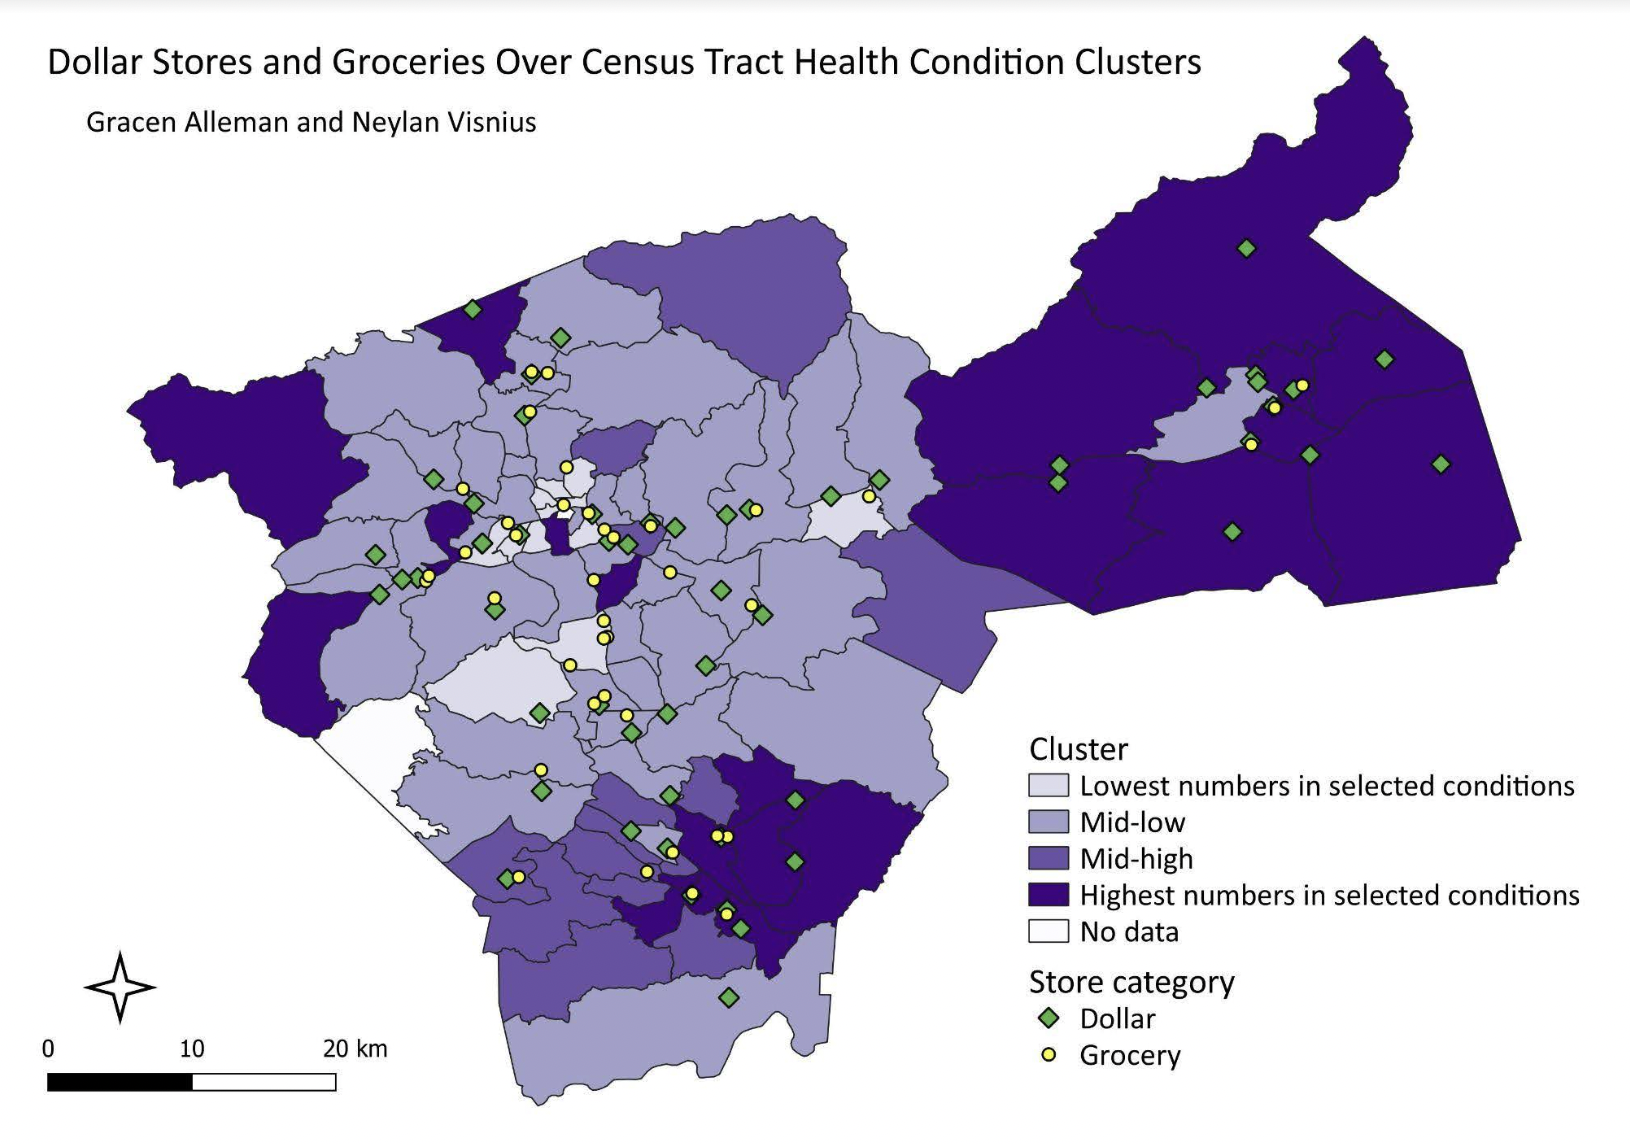 Dollar Stores and Groceries Over Census Tract Health Condition Clusters
Gracen Alleman and Neylan Visnius
Cluster
Lowest numbers in selected conditions
Mid-low
Mid-high
Highest numbers in selected conditions
No data
Store category
Dollar
Grocery
0 10 20 km